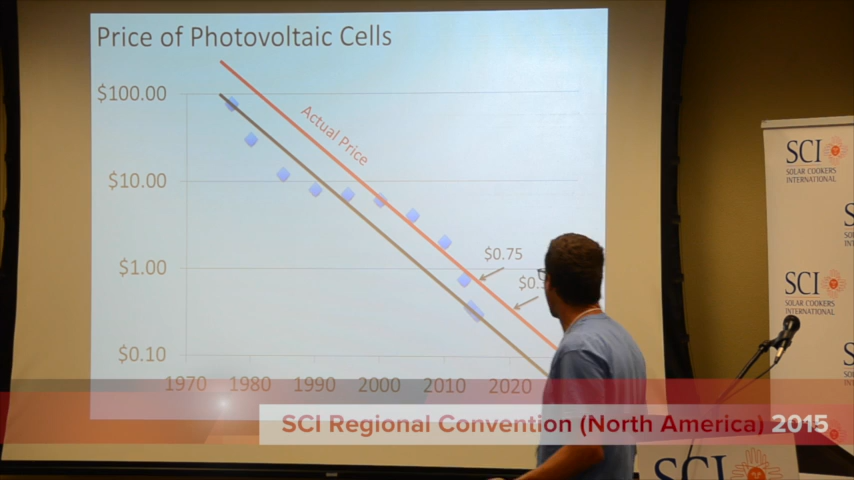 Price of Photovoltaic Cells
$100.00
Actual Price
$10.00
$1.00
$0.75
$0.10
1970 1980 1990 2000 2010 2020
SCI Regional Convention (North America) 2015
SCI
SOLAR COOKERS
INTERNATIONAL
SCI
SOLAR COOKERS
INTERNATIONAL
SCI